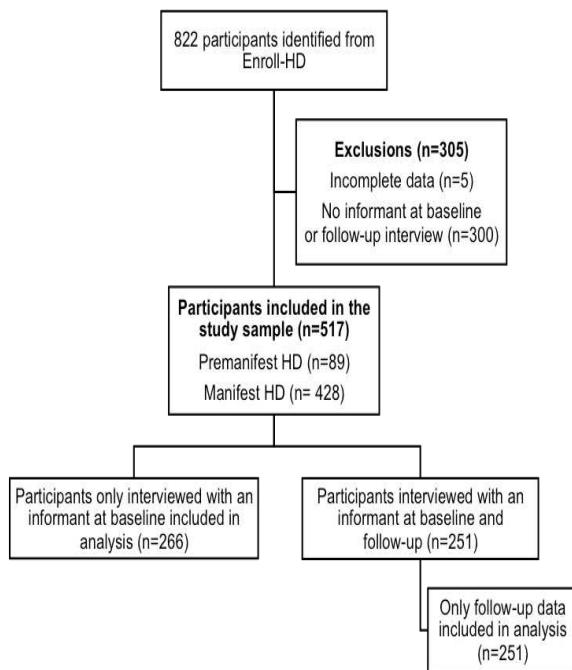 822 participants identified from
Enroll-HD
Exclusions (n=305)
Incomplete data (n=5)
No informant at baseline
or follow-up interview (n=300)
Participants included in the
study sample (n=517)
Premanifest HD (n=89)
Manifest HD (n= 428)
Participants only interviewed with an
informant at baseline included in
analysis (n=266)
Participants interviewed with an
informant at baseline and
follow-up (n=251)
Only follow-up data
included in analysis
(n=251)